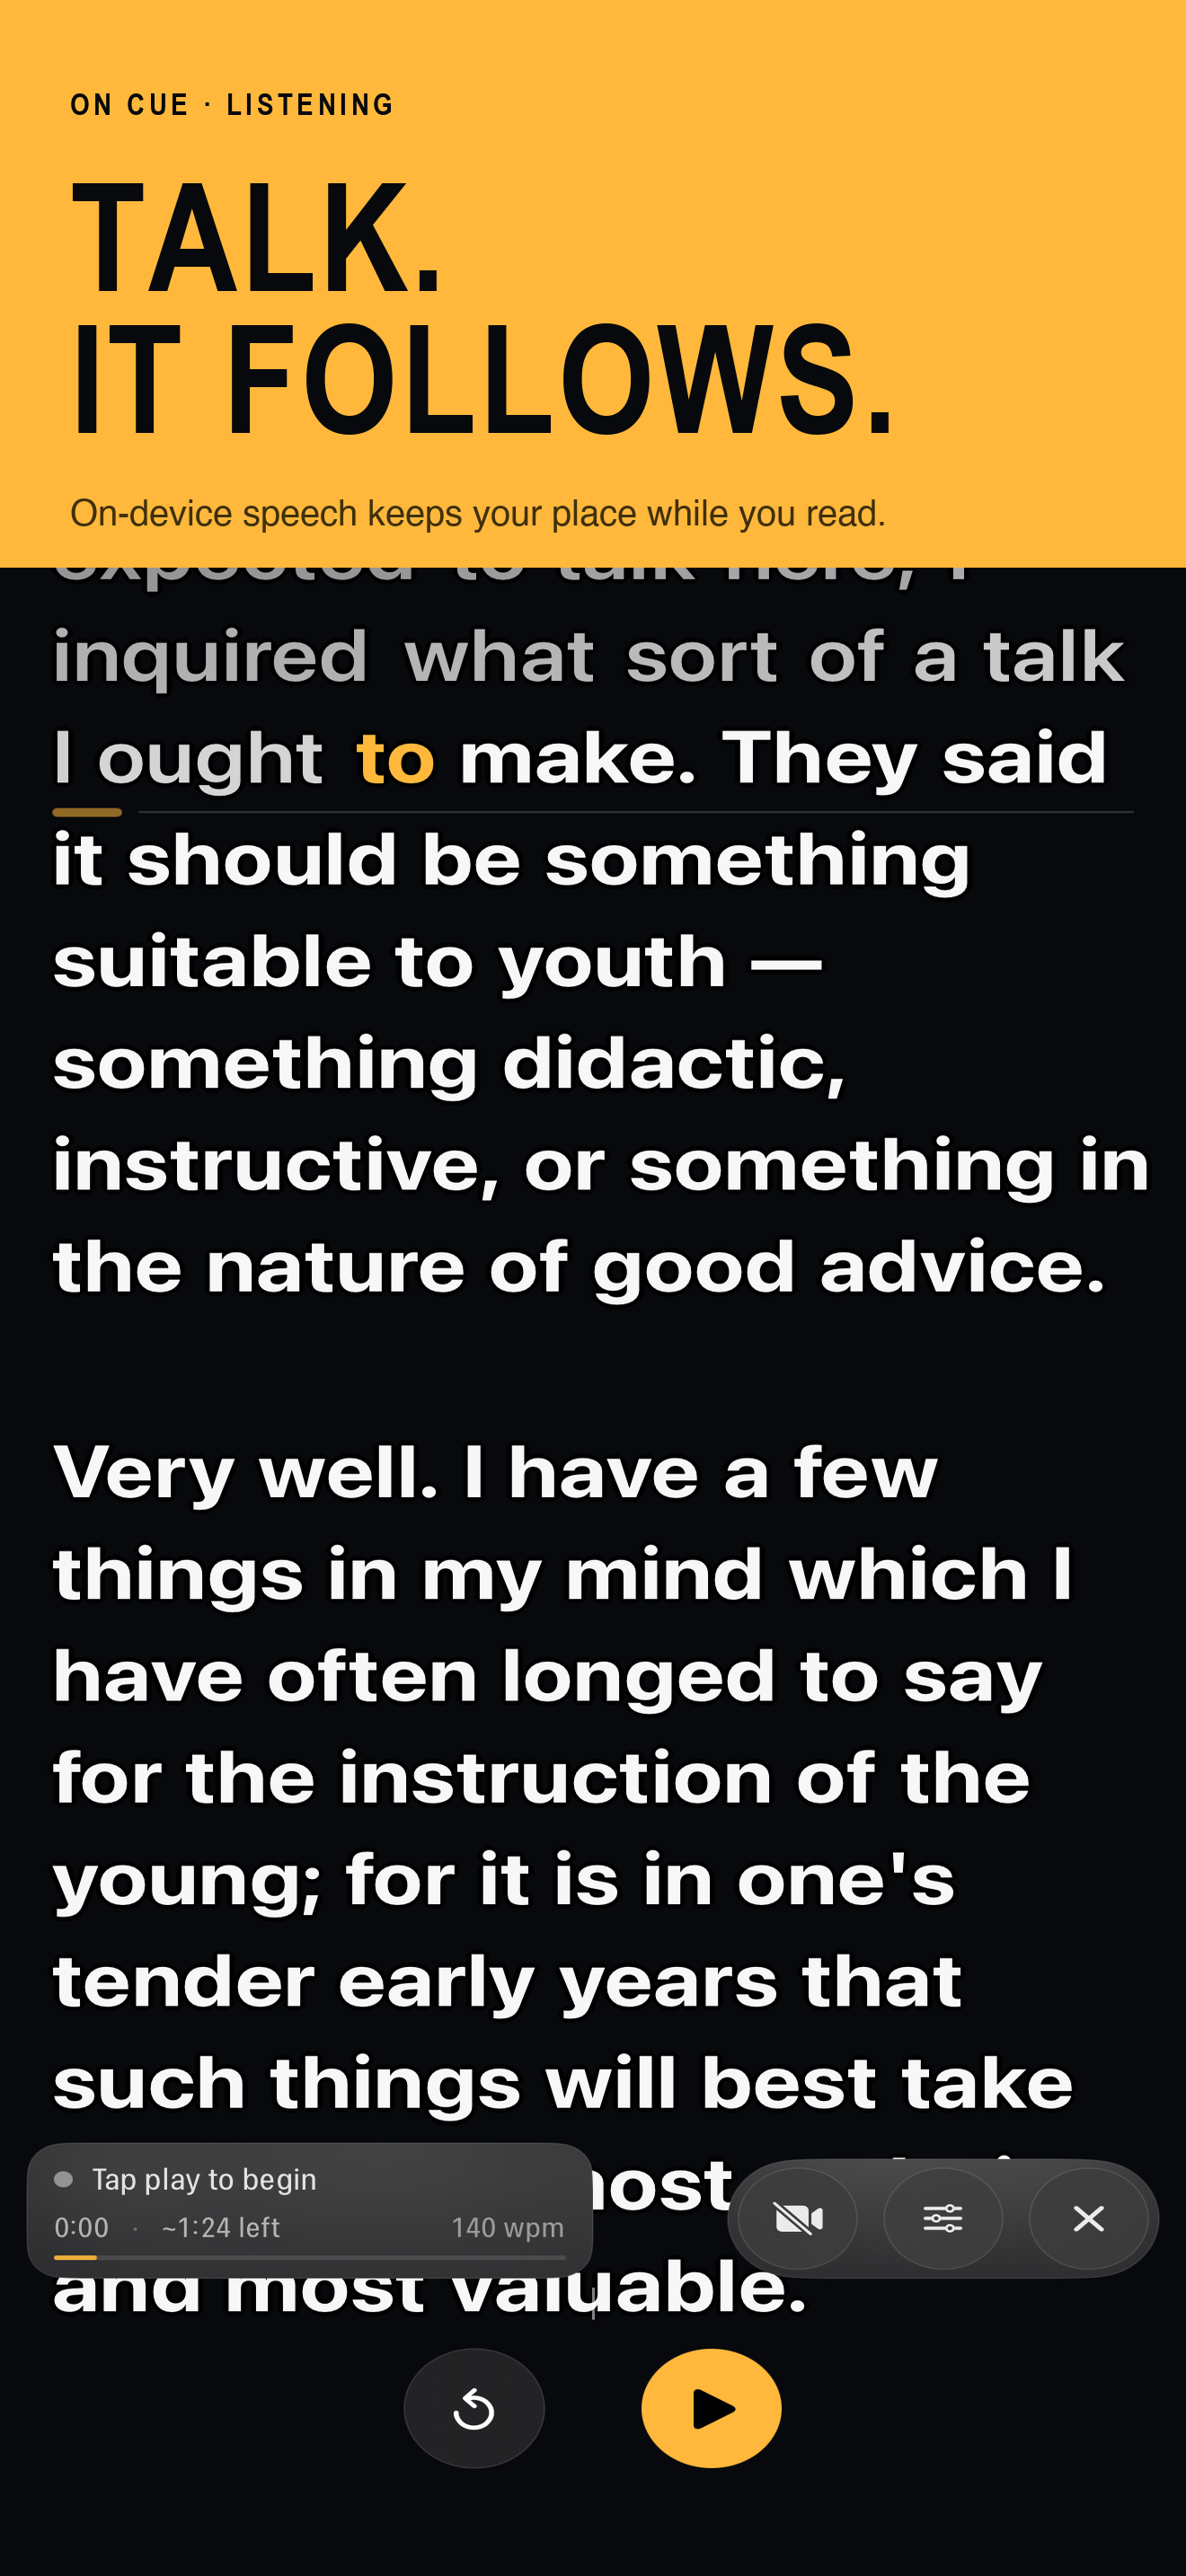 ON CUE · LISTENING
TALK.
IT FOLLOWS.
On-device speech keeps your place while you read.
expected to talk here, I
inquired what sort of a talk
I ought to make. They said
it should be something
suitable to youth —
something didactic,
instructive, or something in
the nature of good advice.
Very well. I have a few
things in my mind which I
have often longed to say
for the instruction of the
young; for it is in one's
tender early years that
such things will best take
Tap play to begin
0:00 · ~1:24 left 140 wpm
and most valuable.